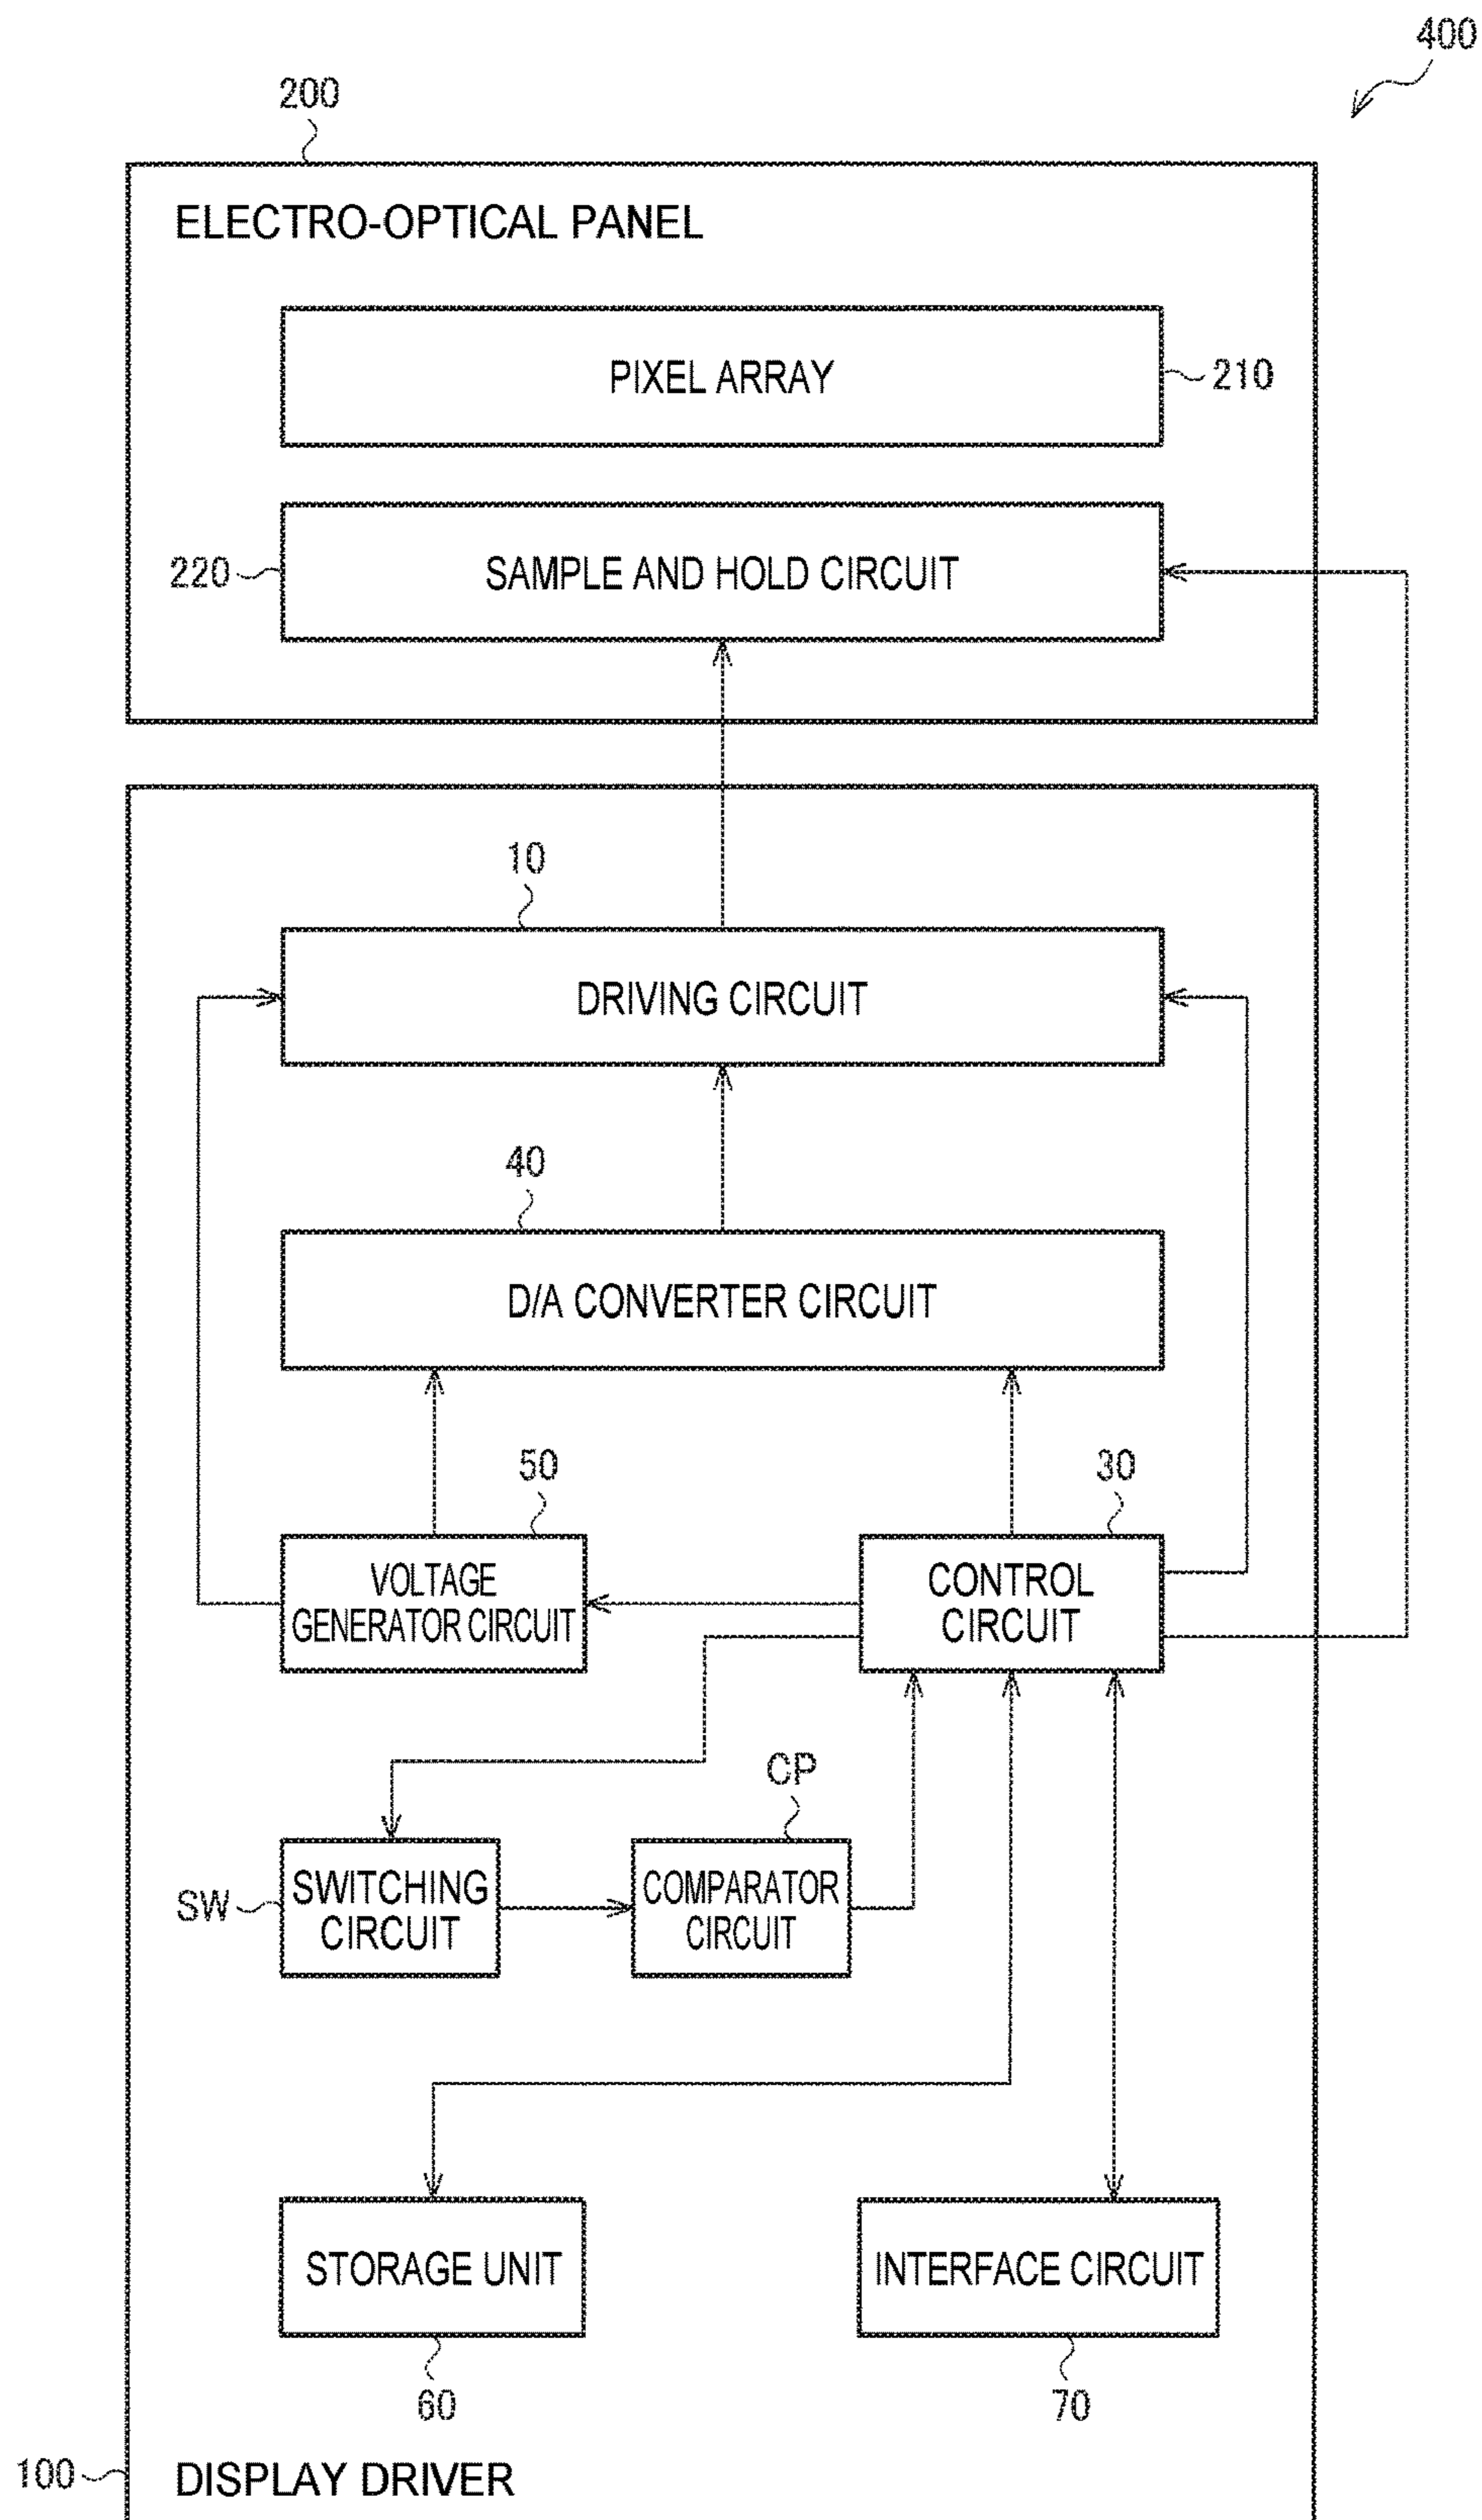 400
200
ELECTRO-OPTICAL PANEL
PIXEL ARRAY
210
220
SAMPLE AND HOLD CIRCUIT
10
DRIVING CIRCUIT
40
D/A CONVERTER CIRCUIT
50
30
VOLTAGE
GENERATOR CIRCUIT
CONTROL
CIRCUIT
CP
SW
SWITCHING
CIRCUIT
COMPARATOR
CIRCUIT
STORAGE UNIT
INTERFACE CIRCUIT
60
70
100
DISPLAY DRIVER